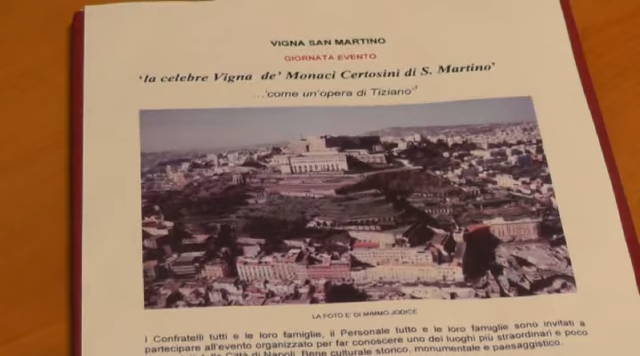 VIGNA SAN MARTINO
GIORNATA EVENTO
'la celebre Vigna de' Monaci Certosini di S. Martino'
...'come un'opera di Tiziano'
LA FOTO E' DI MIMMO JODICE
I Confratelli tutti e le loro famiglie, il Personale tutto e le loro famiglie sono invitati a
partecipare all'evento organizzato per far conoscere uno dei luoghi più straordinari e poco
della Città di Napoli. Bene culturale storico, monumentale e paesaggistico.